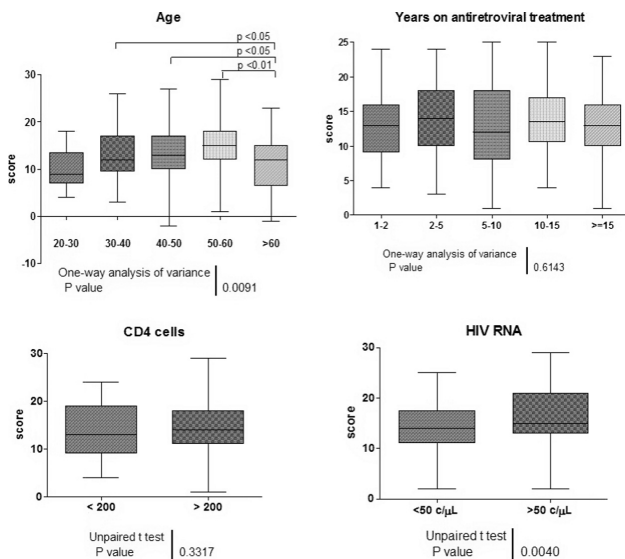 Age
p <0.05
p <0.05
p <0.01
30
20
10
0
-10
score
20-30 30-40 40-50 50-60 >60
One-way analysis of variance
P value 0.0091
Years on antiretroviral treatment
25
20
15
10
5
0
score
1-2 2-5 5-10 10-15 >=15
One-way analysis of variance
P value 0.6143
CD4 cells
30
20
10
0
score
< 200 > 200
Unpaired t test
P value 0.3317
HIV RNA
30
20
10
0
score
<50 c/μL >50 c/μL
Unpaired t test
P value 0.0040